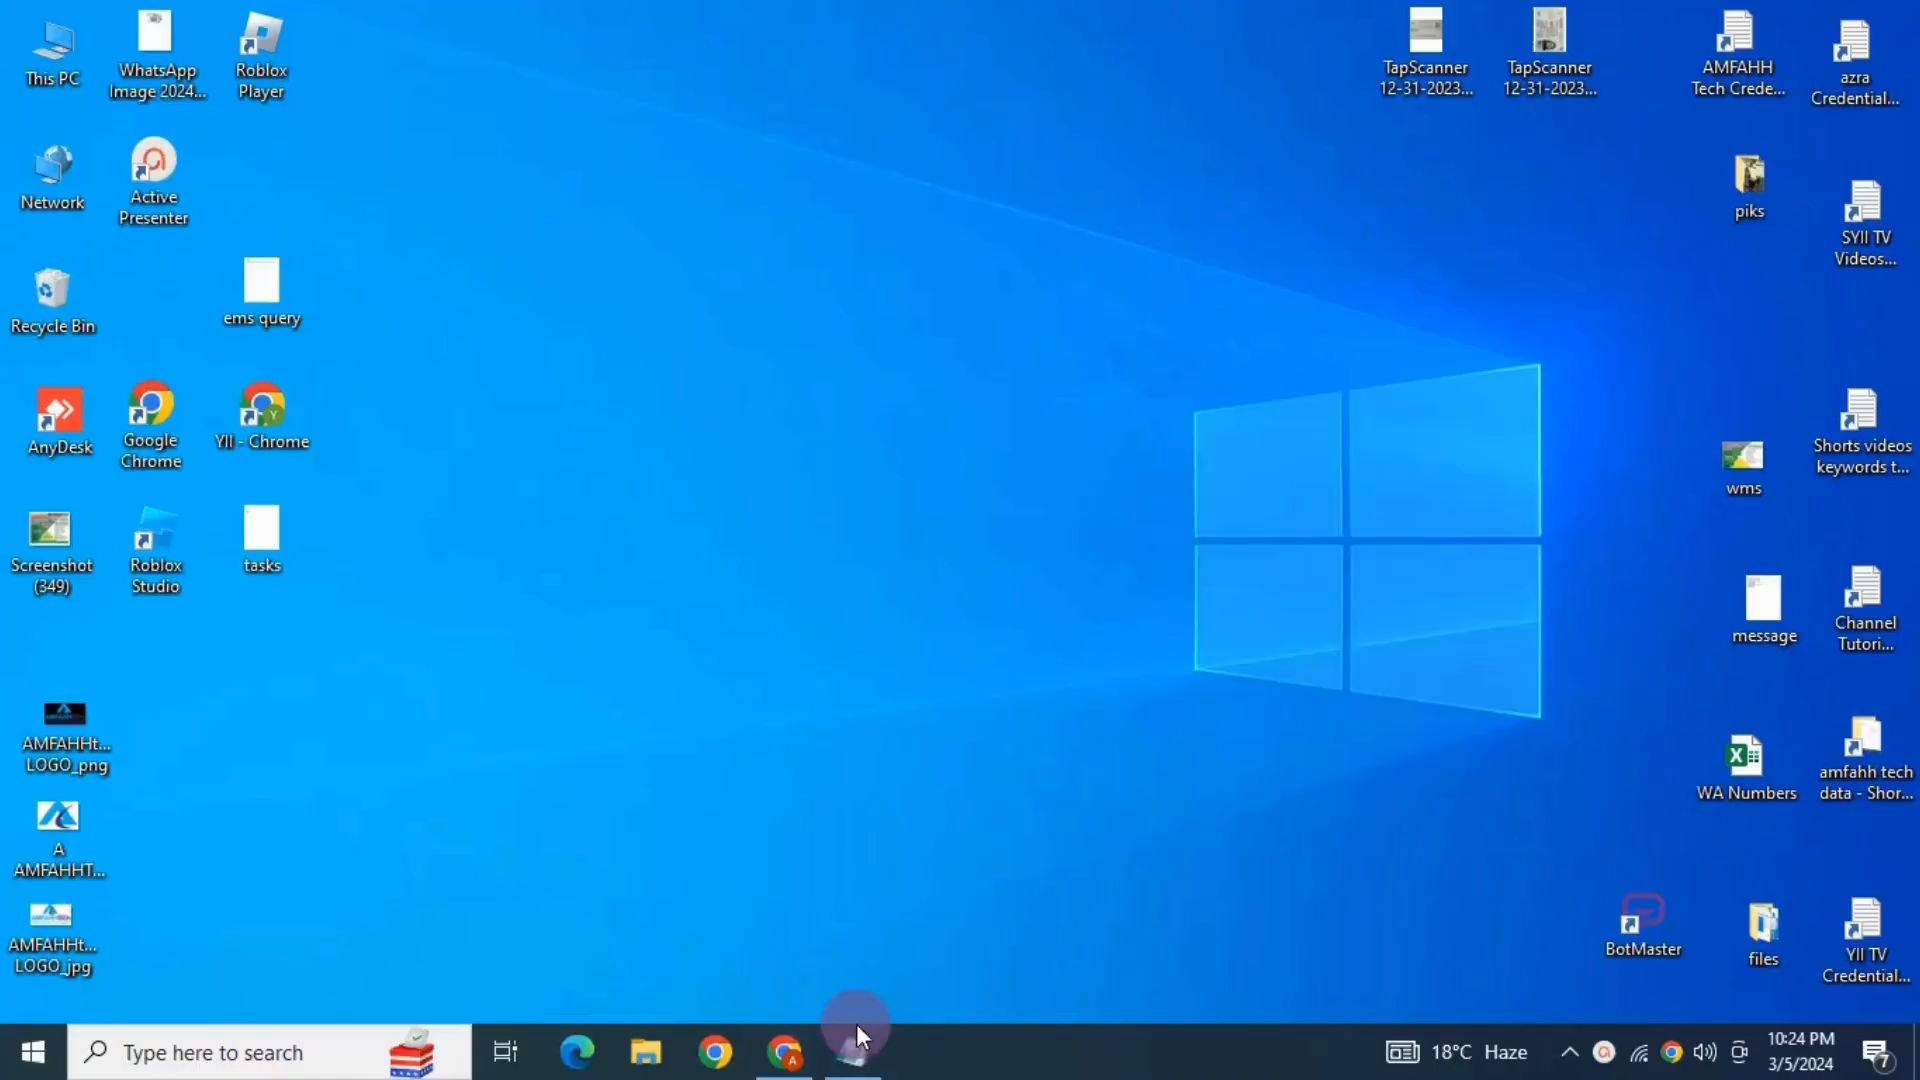 This PC
WhatsApp
Image 2024...
Roblox
Player
TapScanner
12-31-2023...
TapScanner
12-31-2023...
AMFAHH
Tech Crede...
azra
Credential...
Network
Active
Presenter
piks
SYII TV
Videos...
Recycle Bin
ems query
AnyDesk
Google
Chrome
YII - Chrome
Y
wms
Shorts videos
keywords t...
Screenshot
(349)
Roblox
Studio
tasks
message
Channel
Tutori...
AMFAHHt...
LOGO_png
WA Numbers
amfahh tech
data - Shor...
A
AMFAHHT...
AMFAHHt...
LOGO_jpg
BotMaster
files
YII TV
Credential...
Type here to search
A
18°C Haze
10:24 PM
3/5/2024
7